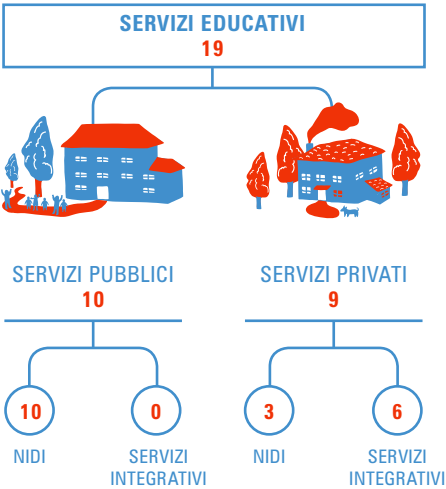 SERVIZI EDUCATIVI
19
SERVIZI PUBBLICI
10
SERVIZI PRIVATI
9
10
NIDI
0
SERVIZI
INTEGRATIVI
3
NIDI
6
SERVIZI
INTEGRATIVI